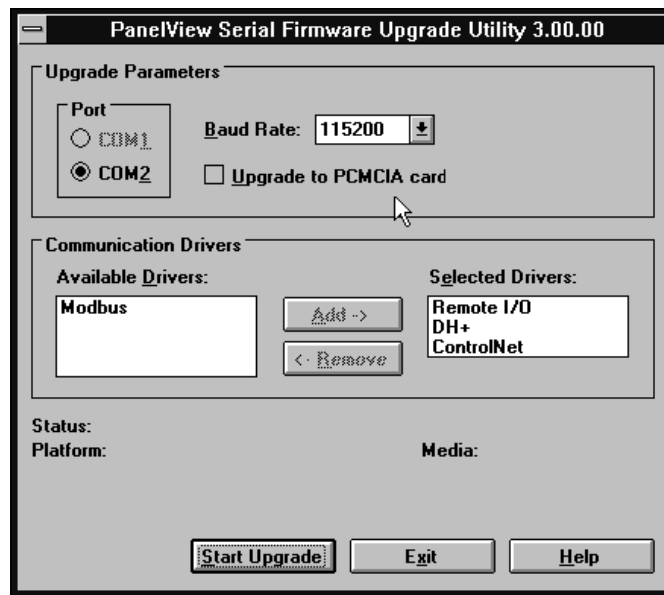 PanelView Serial Firmware Upgrade Utility 3.00.00
Upgrade Parameters
Port
COM1
COM2
Baud Rate: 115200
Upgrade to PCMCIA card
Communication Drivers
Available Drivers:
Modbus
Add ->
<- Remove
Selected Drivers:
Remote I/O
DH+
ControlNet
Status:
Platform: Media:
Start Upgrade Exit Help